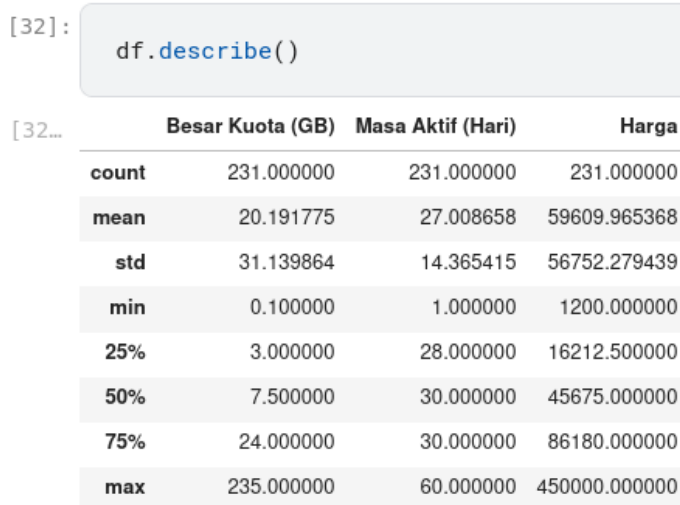 [32]:
df.describe()
[32…
Besar Kuota (GB) Masa Aktif (Hari) Harga
count 231.000000 231.000000 231.000000
mean 20.191775 27.008658 59609.965368
std 31.139864 14.365415 56752.279439
min 0.100000 1.000000 1200.000000
25% 3.000000 28.000000 16212.500000
50% 7.500000 30.000000 45675.000000
75% 24.000000 30.000000 86180.000000
max 235.000000 60.000000 450000.000000